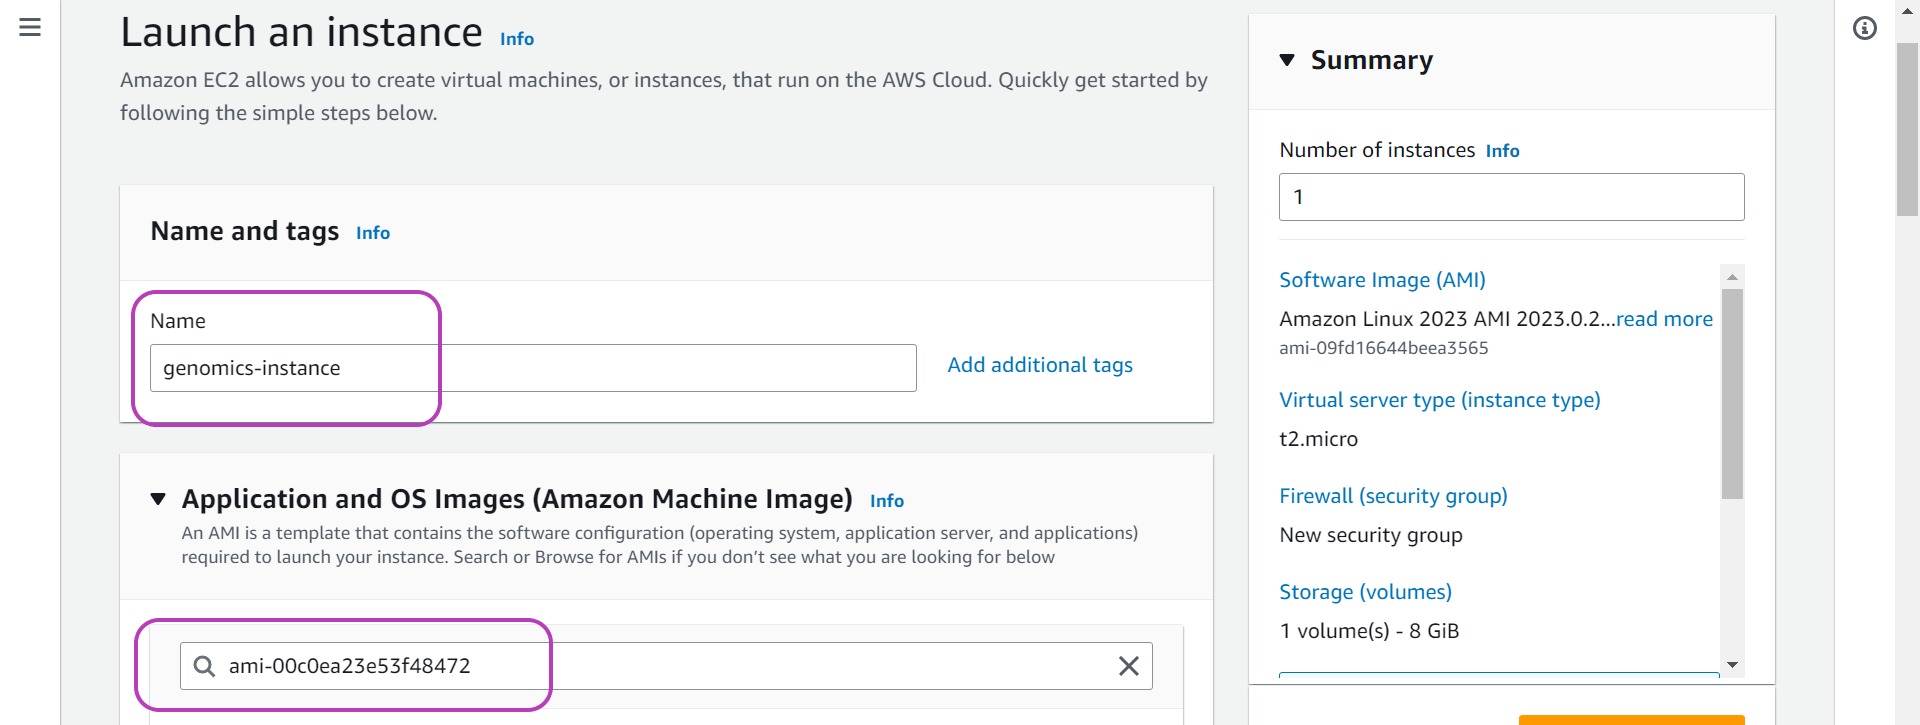 Launch an instance Info
Amazon EC2 allows you to create virtual machines, or instances, that run on the AWS Cloud. Quickly get started by
following the simple steps below.
Name and tags Info
Name
genomics-instance
Add additional tags
Application and OS Images (Amazon Machine Image) Info
An AMI is a template that contains the software configuration (operating system, application server, and applications)
required to launch your instance. Search or Browse for AMIs if you don’t see what you are looking for below
ami-00c0ea23e53f48472
Summary
Number of instances Info
1
Software Image (AMI)
Amazon Linux 2023 AMI 2023.0.2...read more
ami-09fd16644beea3565
Virtual server type (instance type)
t2.micro
Firewall (security group)
New security group
Storage (volumes)
1 volume(s) - 8 GiB